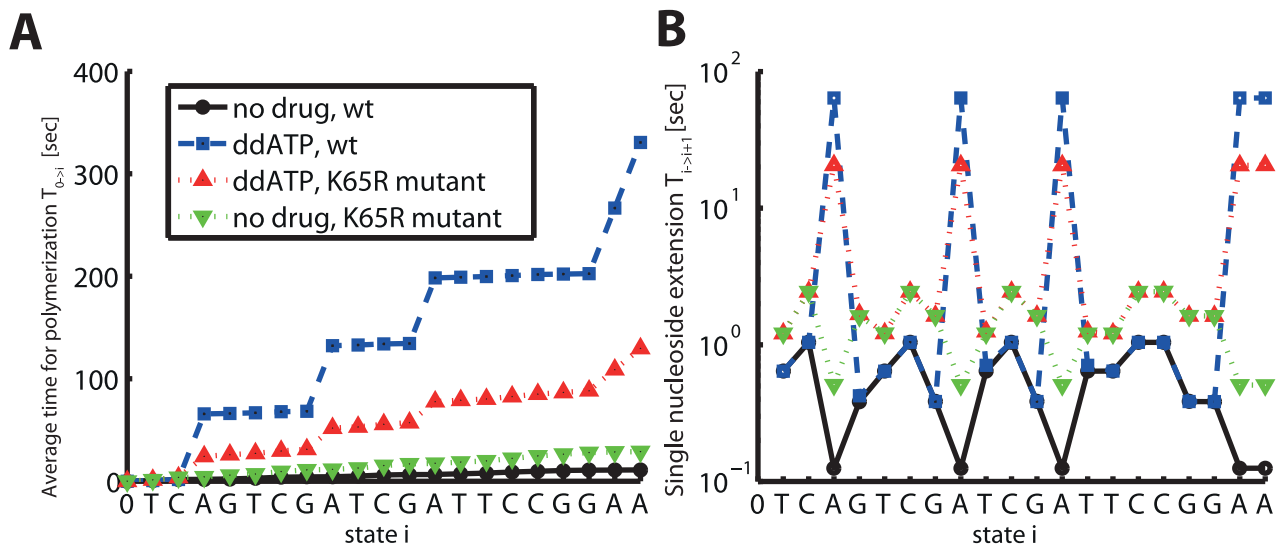 A
Average time for polymerization T0->i [sec]
400
300
200
100
0
no drug, wt
ddATP, wt
ddATP, K65R mutant
no drug, K65R mutant
0 T C A G T C G A T C G A T T C C G G A A
state i
B
Single nucleoside extension Ti->i+1 [sec]
10^2
10^1
10^0
10^-1
0 T C A G T C G A T C G A T T C C G G A A
state i